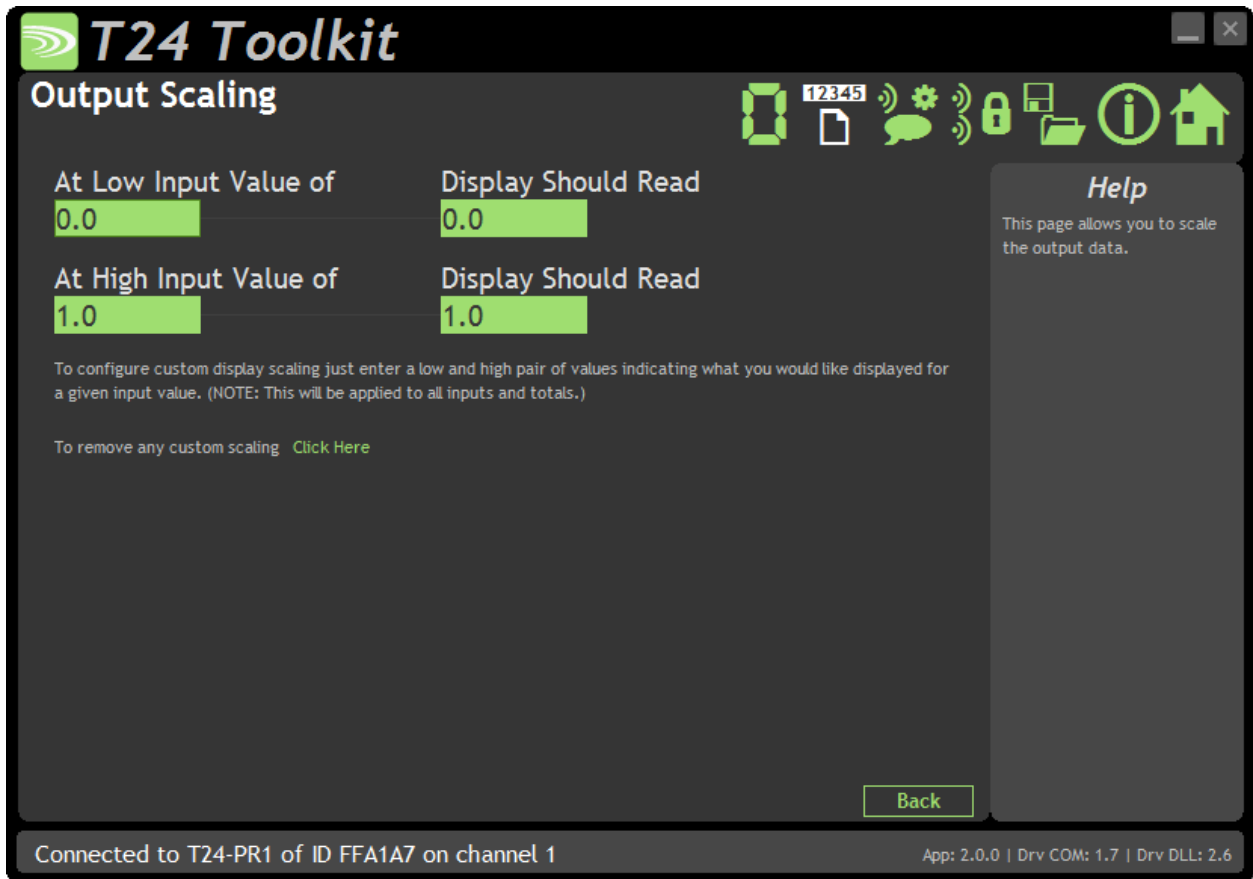 T24 Toolkit
Output Scaling
12345
At Low Input Value of
Display Should Read
0.0
0.0
At High Input Value of
Display Should Read
1.0
1.0
To configure custom display scaling just enter a low and high pair of values indicating what you would like displayed for
a given input value. (NOTE: This will be applied to all inputs and totals.)
To remove any custom scaling Click Here
Back
Help
This page allows you to scale
the output data.
Connected to T24-PR1 of ID FFA1A7 on channel 1
App: 2.0.0 | Drv COM: 1.7 | Drv DLL: 2.6